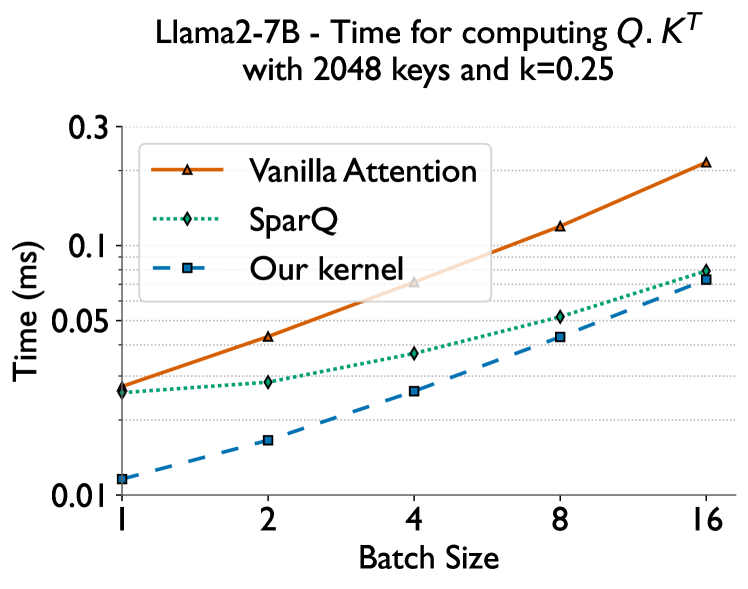 Llama2-7B - Time for computing Q. Kᵀ
with 2048 keys and k=0.25
0.3
Vanilla Attention
SparQ
0.1
Our kernel
Time (ms)
0.05
0.01
1 2 4 8 16
Batch Size